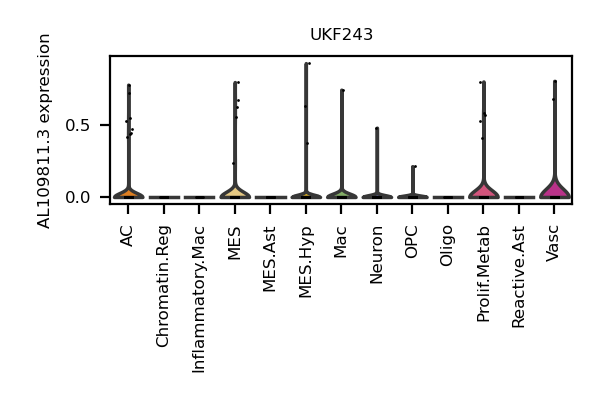 UKF243
AL109811.3 expression
0.5
0.0
AC
Chromatin.Reg
Inflammatory.Mac
MES
MES.Ast
MES.Hyp
Mac
Neuron
OPC
Oligo
Prolif.Metab
Reactive.Ast
Vasc